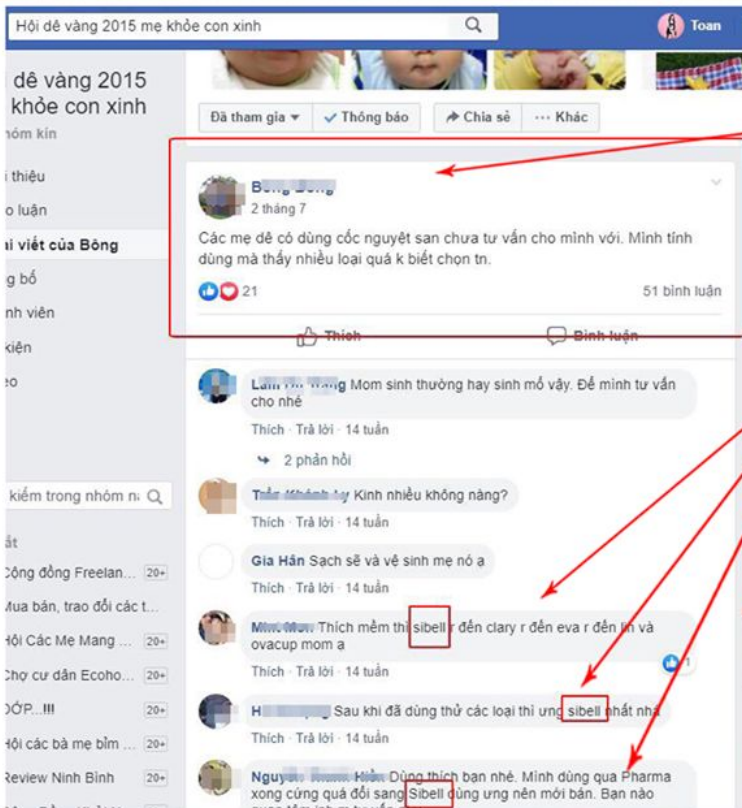 Hội dê vàng 2015 mẹ khỏe con xinh
Toan
dê vàng 2015
khỏe con xinh
nhóm kín
Đã tham gia
Thông báo
Chia sẻ
Khác
i thiệu
o luận
ài viết của Bông
g bố
nh viên
kiện
eo
2 tháng 7
Các mẹ dê có dùng cốc nguyệt san chưa tư vấn cho mình với. Mình tính
dùng mà thấy nhiều loại quá k biết chọn tn.
21
51 bình luận
Thích
Bình luận
Mom sinh thường hay sinh mổ vậy. Để mình tư vấn
cho nhé
Thích · Trả lời · 14 tuần
2 phản hồi
Kinh nhiều không nàng?
Thích · Trả lời · 14 tuần
Gia Hân Sạch sẽ và vệ sinh mẹ nó ạ
Thích · Trả lời · 14 tuần
Thích mềm thì sibell r đến clary r đến eva r đến lin và
ovacup mom ạ
1
Thích · Trả lời · 14 tuần
Sau khi đã dùng thử các loại thì ưng sibell nhất nhá
Thích · Trả lời · 14 tuần
Dùng thích bạn nhé. Mình dùng qua Pharma
xong cứng quá đổi sang Sibell dùng ưng nên mới bán. Bạn nào
kiếm trong nhóm n
ắt
Cộng đồng Freelan... 20+
Mua bán, trao đổi các t...
Hội Các Mẹ Mang ... 20+
Chợ cư dân Ecoho... 20+
ỚP...!!! 20+
Hội các bà mẹ bỉm ... 20+
Review Ninh Bình 20+
20+